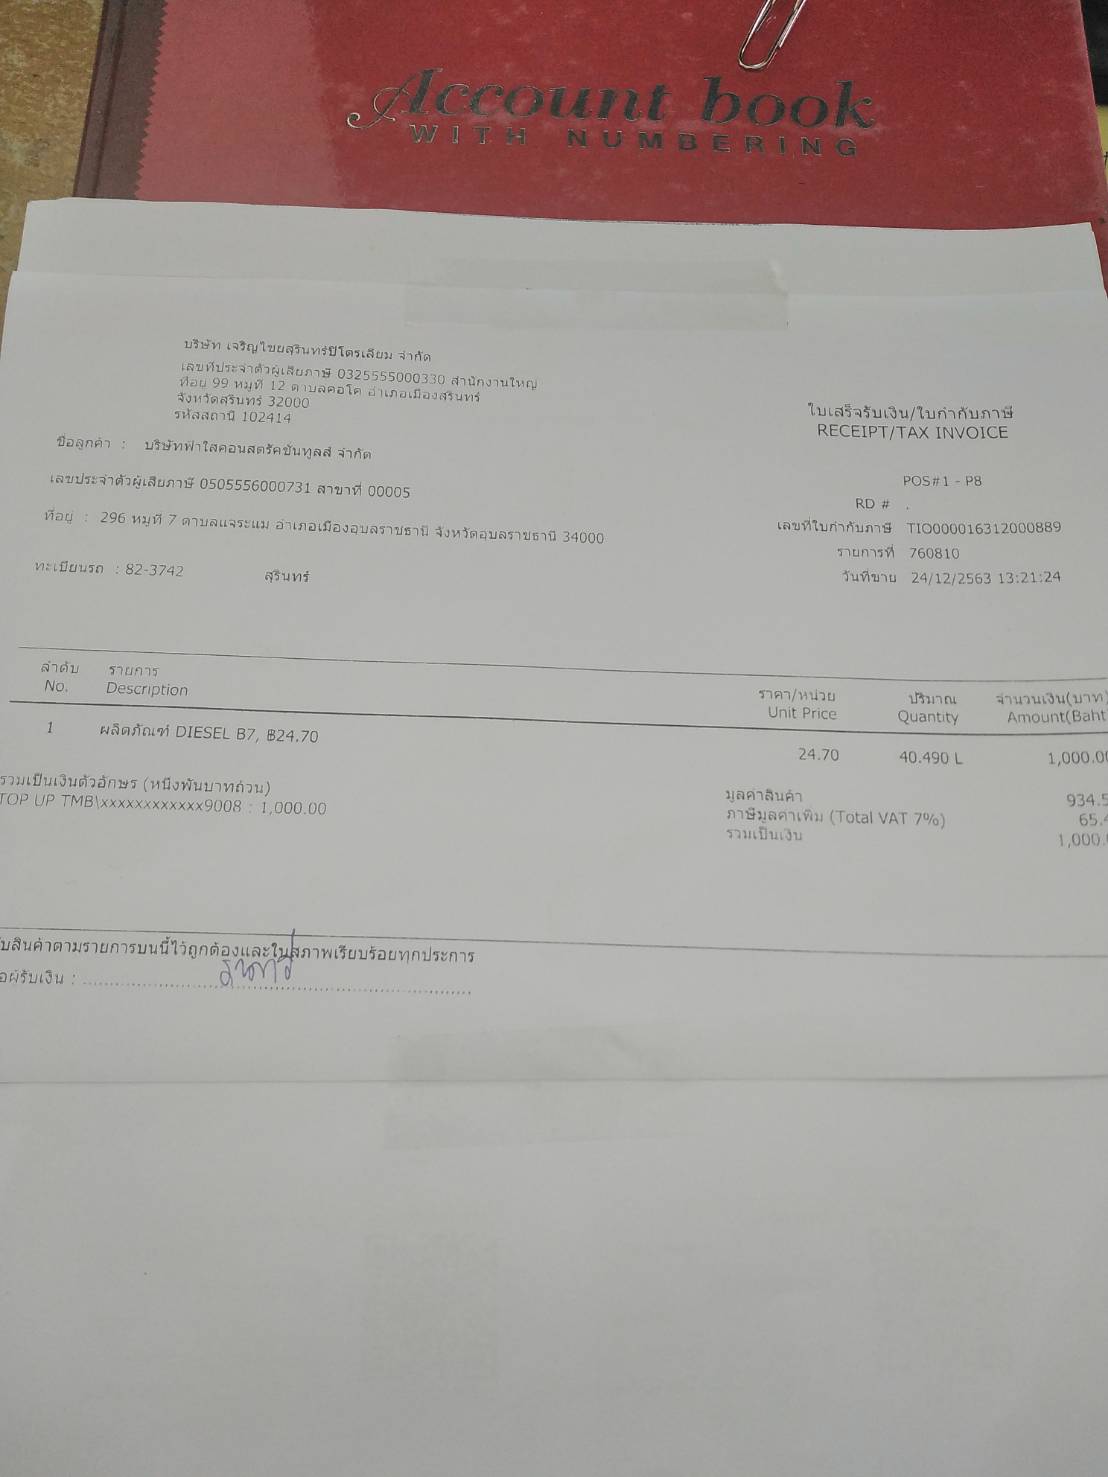 Account book
WITH NUMBERING
บริษัท เจริญไชยสุรินทร์ปิโตรเลียม จำกัด
เลขที่ประจำตัวผู้เสียภาษี 0325555000330 สำนักงานใหญ่
ที่อยู่ 99 หมู่ที่ 12 ตำบลคอโค อำเภอเมืองสุรินทร์
จังหวัดสุรินทร์ 32000
รหัสสถานี 102414
ใบเสร็จรับเงิน/ใบกำกับภาษี
RECEIPT/TAX INVOICE
ชื่อลูกค้า : บริษัทฟ้าใสคอนสตรัคชั่นทูลส์ จำกัด
เลขประจำตัวผู้เสียภาษี 0505556000731 สาขาที่ 00005
ที่อยู่ : 296 หมู่ที่ 7 ตำบลแจระแม อำเภอเมืองอุบลราชธานี จังหวัดอุบลราชธานี 34000
ทะเบียนรถ : 82-3742 สุรินทร์
POS#1 - P8
RD # .
เลขที่ใบกำกับภาษี TIO000016312000889
รายการที่ 760810
วันที่ขาย 24/12/2563 13:21:24
ลำดับ รายการ ราคา/หน่วย ปริมาณ จำนวนเงิน(บาท)
No. Description Unit Price Quantity Amount(Baht
1 ผลิตภัณฑ์ DIESEL B7, ฿24.70 24.70 40.490 L 1,000.00
รวมเป็นเงินตัวอักษร (หนึ่งพันบาทถ้วน)
TOP UP TMB\xxxxxxxxxxxx9008 : 1,000.00
มูลค่าสินค้า 934.5
ภาษีมูลค่าเพิ่ม (Total VAT 7%) 65.4
รวมเป็นเงิน 1,000.
บสินค้าตามรายการบนนี้ไว้ถูกต้องและในสภาพเรียบร้อยทุกประการ
อผู้รับเงิน :